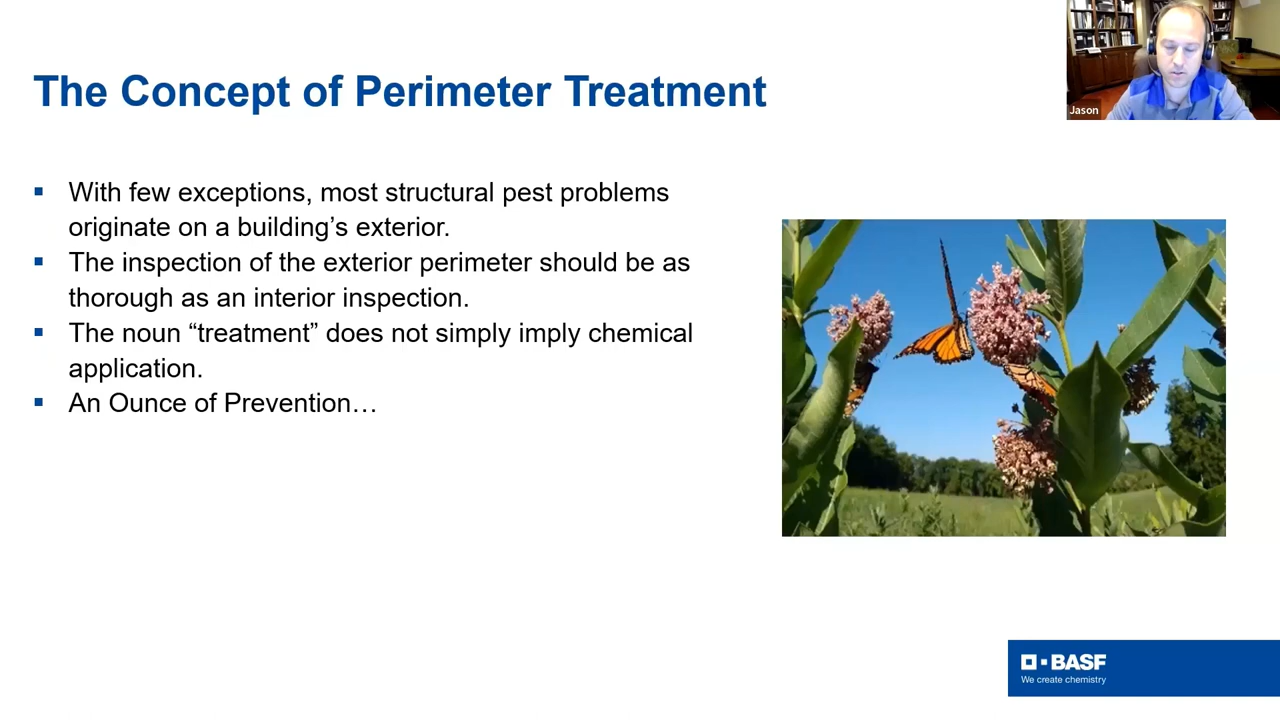 The Concept of Perimeter Treatment
Jason
▪ With few exceptions, most structural pest problems
originate on a building’s exterior.
▪ The inspection of the exterior perimeter should be as
thorough as an interior inspection.
▪ The noun “treatment” does not simply imply chemical
application.
▪ An Ounce of Prevention…
BASF
We create chemistry